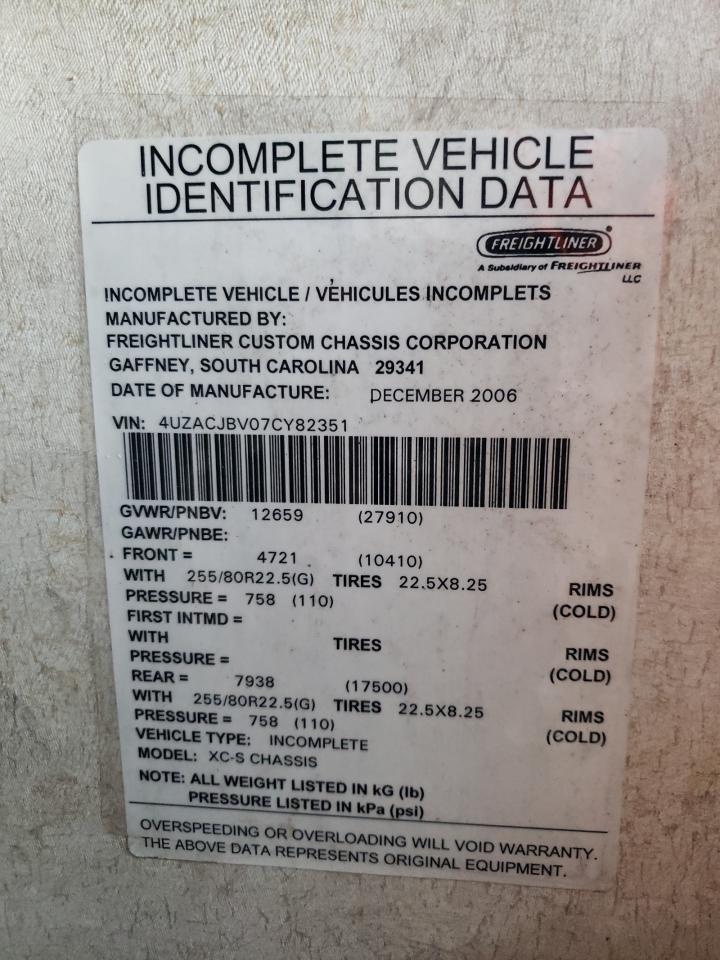 INCOMPLETE VEHICLE
IDENTIFICATION DATA
FREIGHTLINER
A Subsidiary of FREIGHTLINER
LLC
INCOMPLETE VEHICLE / VÉHICULES INCOMPLETS
MANUFACTURED BY:
FREIGHTLINER CUSTOM CHASSIS CORPORATION
GAFFNEY, SOUTH CAROLINA 29341
DATE OF MANUFACTURE: DECEMBER 2006
VIN: 4UZACJBV07CY82351
GVWR/PNBV: 12659 (27910)
GAWR/PNBE:
FRONT = 4721 (10410)
WITH 255/80R22.5(G) TIRES 22.5X8.25 RIMS
PRESSURE = 758 (110) (COLD)
FIRST INTMD =
WITH TIRES RIMS
PRESSURE = (COLD)
REAR = 7938 (17500)
WITH 255/80R22.5(G) TIRES 22.5X8.25 RIMS
PRESSURE = 758 (110) (COLD)
VEHICLE TYPE: INCOMPLETE
MODEL: XC-S CHASSIS
NOTE: ALL WEIGHT LISTED IN kG (lb)
PRESSURE LISTED IN kPa (psi)
OVERSPEEDING OR OVERLOADING WILL VOID WARRANTY.
THE ABOVE DATA REPRESENTS ORIGINAL EQUIPMENT.